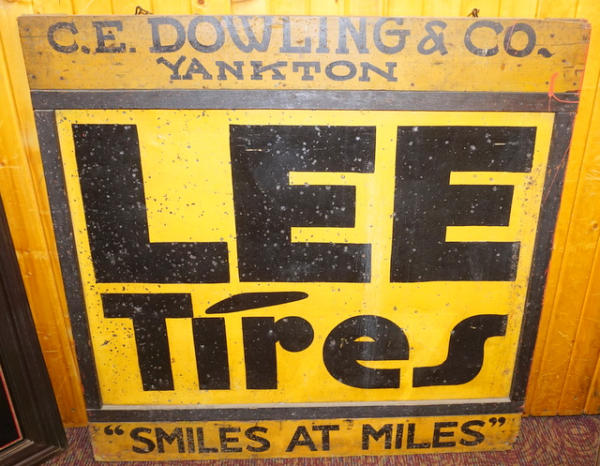 C.E. DOWLING & CO.
YANKTON
LEE
Tires
"SMILES AT MILES"